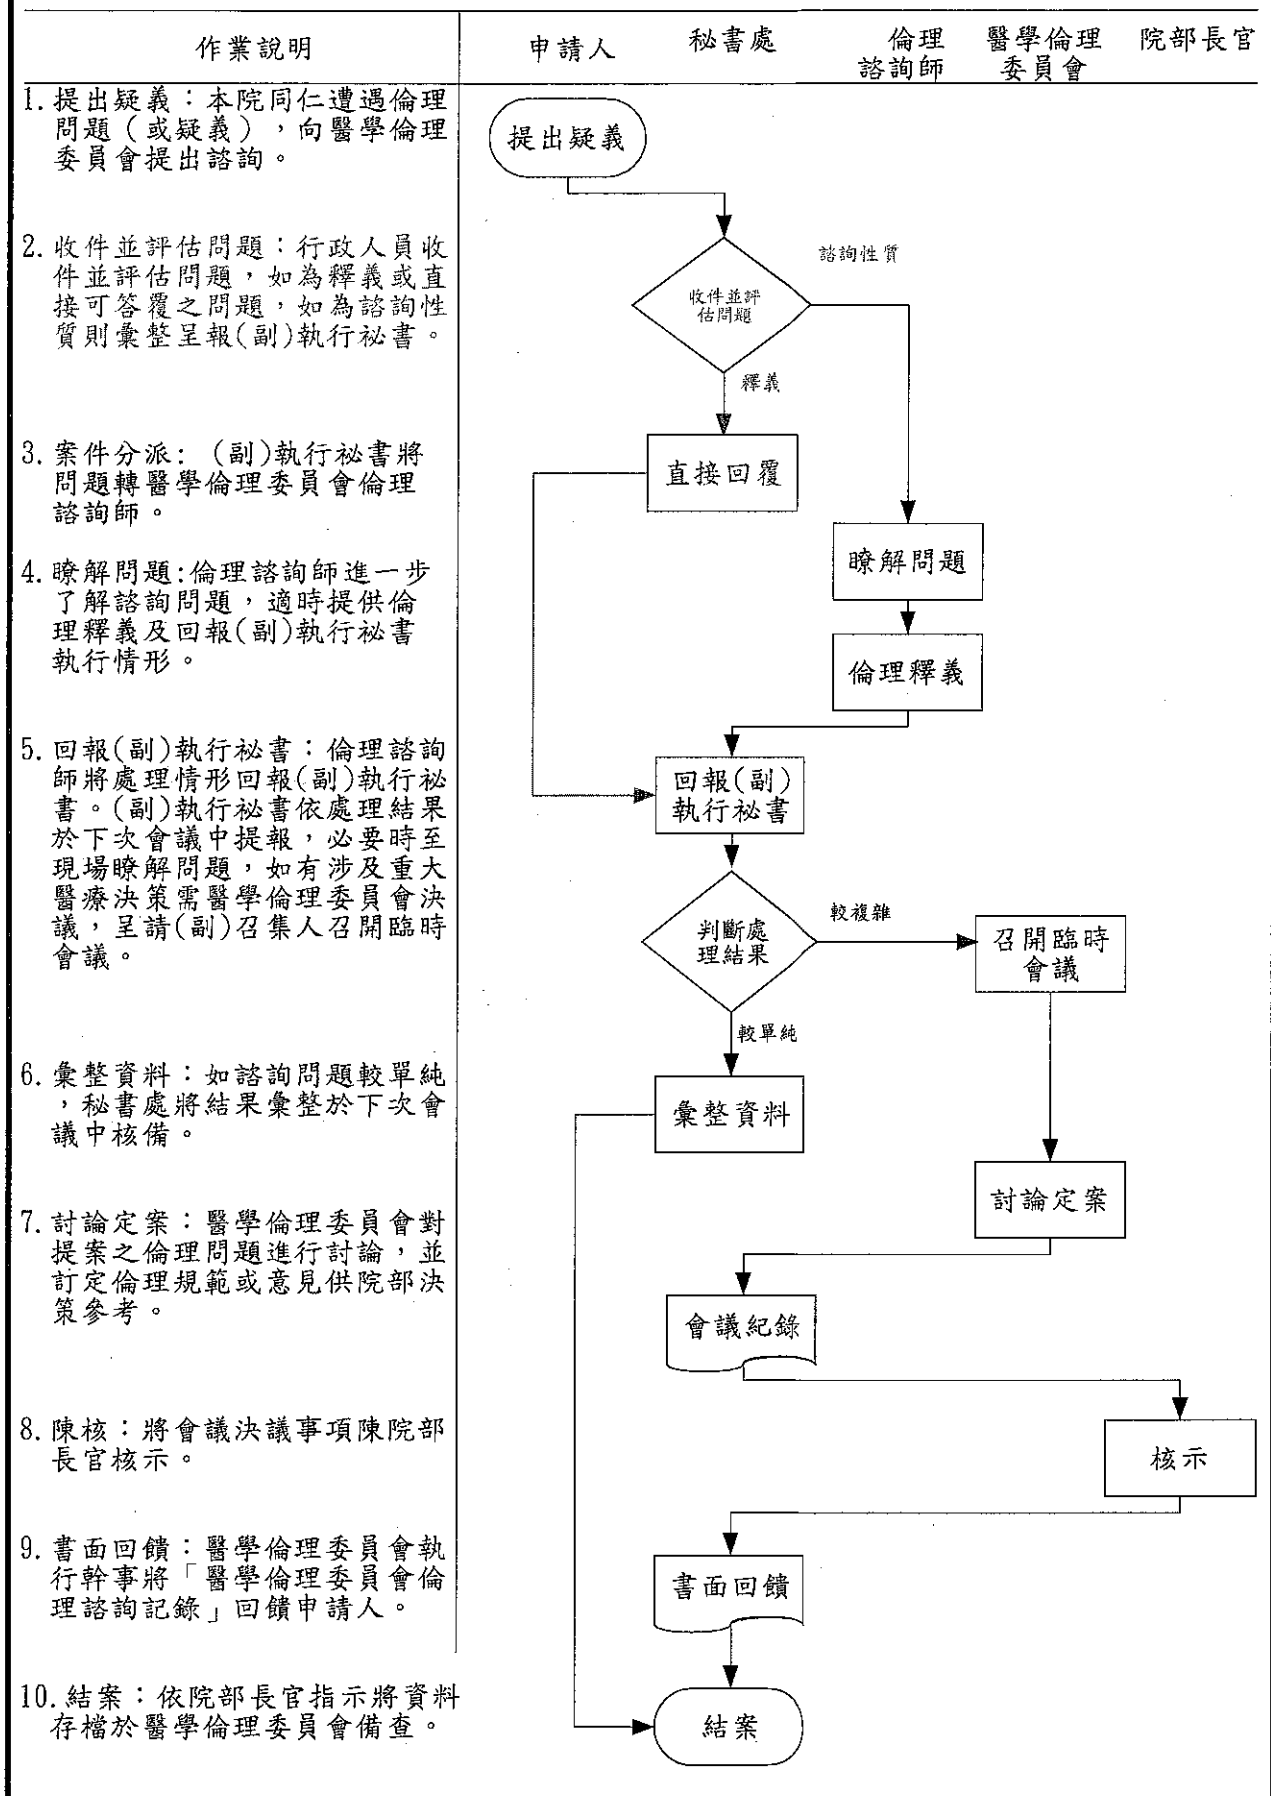 作業說明
申請人
秘書處
倫理
諮詢師
醫學倫理
委員會
院部長官
1. 提出疑義：本院同仁遭遇倫理
問題（或疑義），向醫學倫理
委員會提出諮詢。
2. 收件並評估問題：行政人員收
件並評估問題，如為釋義或直
接可答覆之問題，如為諮詢性
質則彙整呈報(副)執行祕書。
3. 案件分派： (副)執行祕書將
問題轉醫學倫理委員會倫理
諮詢師。
4. 瞭解問題:倫理諮詢師進一步
了解諮詢問題，適時提供倫
理釋義及回報(副)執行祕書
執行情形。
5. 回報(副)執行祕書：倫理諮詢
師將處理情形回報(副)執行祕
書。(副)執行祕書依處理結果
於下次會議中提報，必要時至
現場瞭解問題，如有涉及重大
醫療決策需醫學倫理委員會決
議，呈請(副)召集人召開臨時
會議。
6. 彙整資料：如諮詢問題較單純
，秘書處將結果彙整於下次會
議中核備。
7. 討論定案：醫學倫理委員會對
提案之倫理問題進行討論，並
訂定倫理規範或意見供院部決
策參考。
8. 陳核：將會議決議事項陳院部
長官核示。
9. 書面回饋：醫學倫理委員會執
行幹事將「醫學倫理委員會倫
理諮詢記錄」回饋申請人。
10. 結案：依院部長官指示將資料
存檔於醫學倫理委員會備查。
提出疑義
收件並評
估問題
諮詢性質
釋義
直接回覆
瞭解問題
倫理釋義
回報(副)
執行祕書
判斷處
理結果
較複雜
召開臨時
會議
較單純
彙整資料
討論定案
會議紀錄
核示
書面回饋
結案